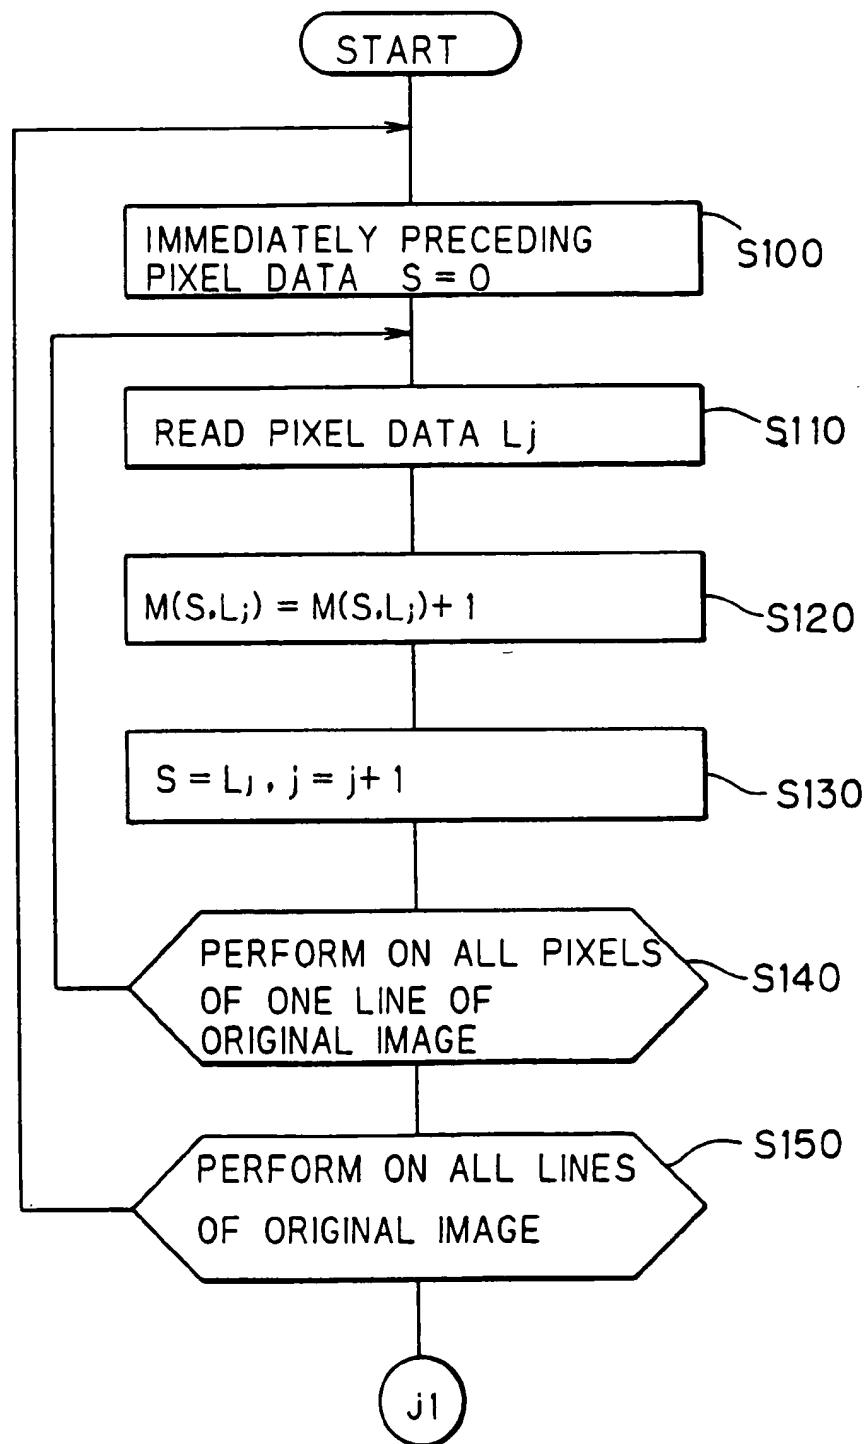 START
IMMEDIATELY PRECEDING
PIXEL DATA S = 0
S100
READ PIXEL DATA Lj
S110
M(S.Lj) = M(S.Lj)+ 1
S120
S = Lj , j = j+ 1
S130
PERFORM ON ALL PIXELS
OF ONE LINE OF
ORIGINAL IMAGE
S140
PERFORM ON ALL LINES
OF ORIGINAL IMAGE
S150
j1